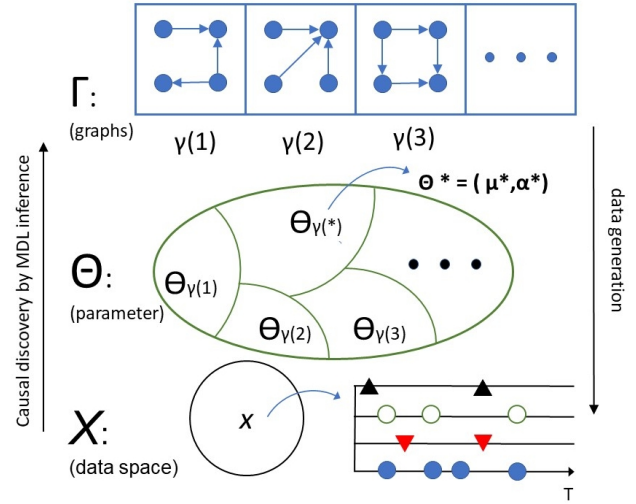 Γ:
(graphs)
γ(1)
γ(2)
γ(3)
Θ * = ( μ*,α*)
Θγ(*)
Θ:
(parameter)
Θγ(1)
Θγ(2)
Θγ(3)
X:
(data space)
x
T
Causal discovery by MDL inference
data generation